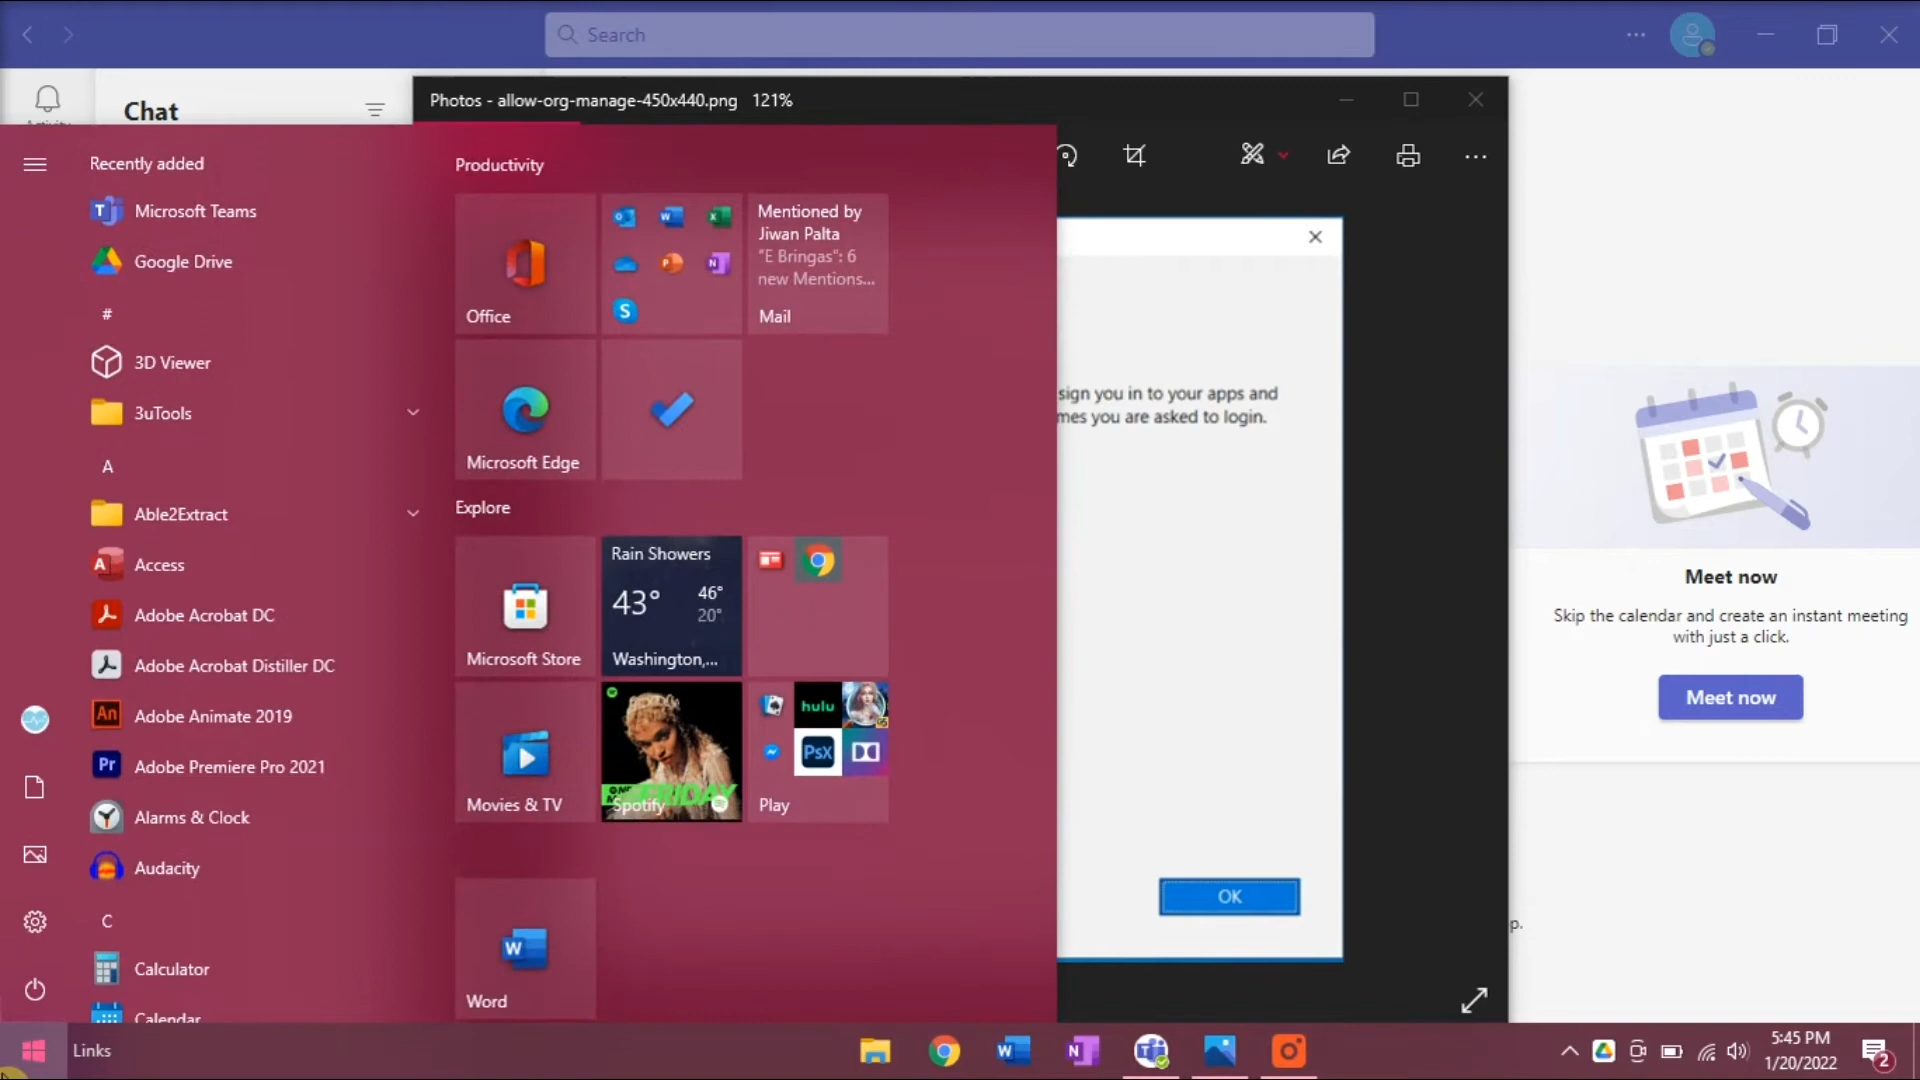 Search
Chat
Photos - allow-org-manage-450x440.png 121%
Recently added
Microsoft Teams
Google Drive
#
3D Viewer
3uTools
A
Able2Extract
Access
Adobe Acrobat DC
Adobe Acrobat Distiller DC
Adobe Animate 2019
Adobe Premiere Pro 2021
Alarms & Clock
Audacity
C
Calculator
Calendar
Productivity
Office
Mentioned by
Jiwan Palta
"E Bringas": 6
new Mentions...
Mail
Microsoft Edge
Explore
Microsoft Store
Rain Showers
43° 46°
20°
Washington,...
Movies & TV
FRIDAY
Spotify
hulu
PsX
Play
Word
sign you in to your apps and
mes you are asked to login.
OK
Meet now
Skip the calendar and create an instant meeting
with just a click.
Meet now
p.
Links
5:45 PM
1/20/2022
2